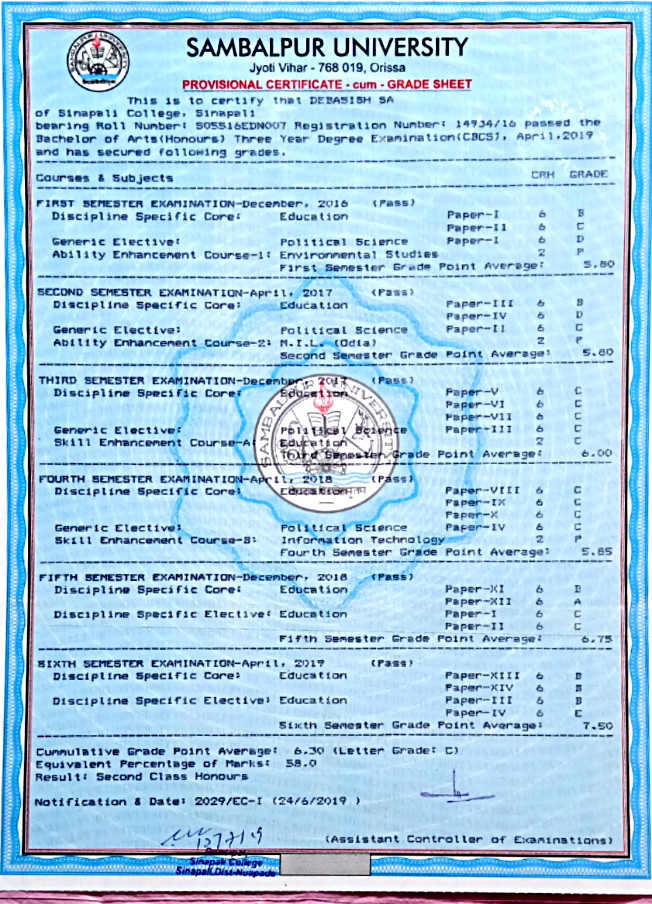 SAMBALPUR UNIVERSITY
Jyoti Vihar - 768 019, Orissa
PROVISIONAL CERTIFICATE - cum - GRADE SHEET
This is to certify that DEBASISH SA
of Sinapali College, Sinapali
bearing Roll Number: S05516EDN007 Registration Number: 14934/16 passed the
Bachelor of Arts(Honours) Three Year Degree Examination(CBCS), April,2019
and has secured following grades.
Courses & Subjects CRH GRADE
FIRST SEMESTER EXAMINATION-December, 2016 (Pass)
Discipline Specific Core: Education Paper-I 6 B
Paper-II 6 C
Generic Elective: Political Science Paper-I 6 D
Ability Enhancement Course-1: Environmental Studies 2 P
First Semester Grade Point Average: 5.80
SECOND SEMESTER EXAMINATION-April, 2017 (Pass)
Discipline Specific Core: Education Paper-III 6 B
Paper-IV 6 D
Generic Elective: Political Science Paper-II 6 C
Ability Enhancement Course-2: M.I.L. (Odia) 2 P
Second Semester Grade Point Average: 5.80
THIRD SEMESTER EXAMINATION-December, 2017 (Pass)
Discipline Specific Core: Education Paper-V 6 C
Paper-VI 6 C
Paper-VII 6 C
Generic Elective: Political Science Paper-III 6 C
Skill Enhancement Course-A: Education 2 C
Third Semester Grade Point Average: 6.00
FOURTH SEMESTER EXAMINATION-April, 2018 (Pass)
Discipline Specific Core: Education Paper-VIII 6 C
Paper-IX 6 C
Paper-X 6 C
Generic Elective: Political Science Paper-IV 6 C
Skill Enhancement Course-B: Information Technology 2 P
Fourth Semester Grade Point Average: 5.85
FIFTH SEMESTER EXAMINATION-December, 2018 (Pass)
Discipline Specific Core: Education Paper-XI 6 B
Paper-XII 6 A
Discipline Specific Elective: Education Paper-I 6 C
Paper-II 6 C
Fifth Semester Grade Point Average: 6.75
SIXTH SEMESTER EXAMINATION-April, 2019 (Pass)
Discipline Specific Core: Education Paper-XIII 6 B
Paper-XIV 6 B
Discipline Specific Elective: Education Paper-III 6 B
Paper-IV 6 E
Sixth Semester Grade Point Average: 7.50
Cummulative Grade Point Average: 6.30 (Letter Grade: C)
Equivalent Percentage of Marks: 58.0
Result: Second Class Honours
Notification & Date: 2029/EC-I (24/6/2019 )
(Assistant Controller of Examinations)
Sinapali College
Sinapali,Dist-Nuapada
SAMBALPUR UNIVERSITY